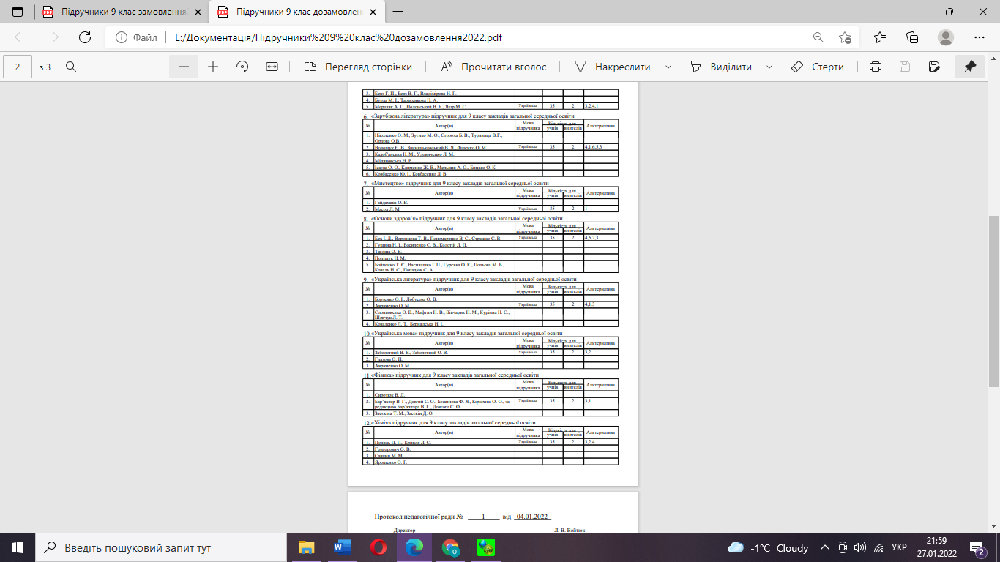 Підручники 9 клас замовлення
Підручники 9 клас дозамовлен
Файл E:/Документація/Підручники%209%20клас%20дозамовлення2022.pdf
2 з 3 Перегляд сторінки Прочитати вголос Накреслити Виділити Стерти
3. Бевз Г. П., Бевз В. Г., Владімірова Н. Г.
4. Бурда М. І., Тарасенкова Н. А.
5. Мерзляк А. Г., Полонський В. Б., Якір М. С. Українська 35 2 3,2,4,1
6. «Зарубіжна література» підручник для 9 класу закладів загальної середньої освіти
№ Автор(и) Мова підручника Кількість для учнів вчителів Альтернатива
1. Ніколенко О. М., Зуєнко М. О., Стороха Б. В., Туряниця В.Г.,
Орлова О.В.
2. Волощук Є. В., Звиняцьковський В. Я., Філенко О. М. Українська 35 2 4,1,6,5,3
3. Кадоб'янська Н. М., Удовиченко Л. М.
4. Міляновська Н .Р.
5. Ісаєва О. О., Клименко Ж. В., Мельник А. О., Бицько О. К.
6. Ковбасенко Ю. І., Ковбасенко Л. В.
7. «Мистецтво» підручник для 9 класу закладів загальної середньої освіти
№ Автор(и) Мова підручника Кількість для учнів вчителів Альтернатива
1. Гайдамака О. В.
2. Масол Л. М. Українська 35 2 1
8. «Основи здоров’я» підручник для 9 класу закладів загальної середньої освіти
№ Автор(и) Мова підручника Кількість для учнів вчителів Альтернатива
1. Бех І. Д., Воронцова Т. В., Пономаренко В. С., Страшко С. В. Українська 35 2 4,5,2,3
2. Гущина Н. І., Василенко С. В., Колотій Л. П.
3. Тагліна О. В.
4. Поліщук Н. М.
5. Бойченко Т. Є., Василашко І. П., Гурська О. К., Польова М. Б.,
Коваль Н. С., Попадюк С. А.
9. «Українська література» підручник для 9 класу закладів загальної середньої освіти
№ Автор(и) Мова підручника Кількість для учнів вчителів Альтернатива
1. Борзенко О. І., Лобусова О. В.
2. Авраменко О. М. Українська 35 2 4,1,3
3. Слоньовська О. В., Мафтин Н. В., Вівчарик Н. М., Курінна Н. С.,
Шевчук Л. Т.
4. Коваленко Л. Т., Бернадська Н. І.
10. «Українська мова» підручник для 9 класу закладів загальної середньої освіти
№ Автор(и) Мова підручника Кількість для учнів вчителів Альтернатива
1. Заболотний В. В., Заболотний О. В. Українська 35 2 3,2
2. Глазова О. П.
3. Авраменко О. М.
11. «Фізика» підручник для 9 класу закладів загальної середньої освіти
№ Автор(и) Мова підручника Кількість для учнів вчителів Альтернатива
1. Сиротюк В. Д.
2. Бар’яхтар В. Г., Довгий С. О., Божинова Ф. Я., Кірюхіна О. О., за Українська 35 2 3,1
редакцією Бар’яхтара В. Г., Довгого С. О.
3. Засєкіна Т. М., Засєкін Д. О.
12. «Хімія» підручник для 9 класу закладів загальної середньої освіти
№ Автор(и) Мова підручника Кількість для учнів вчителів Альтернатива
1. Попель П. П., Крикля Л. С. Українська 35 2 3,2,4
2. Григорович О. В.
3. Савчин М. М.
4. Ярошенко О. Г.
Протокол педагогічної ради № 1 від 04.01.2022
Директор Л. В. Войтюк
Введіть пошуковий запит тут
-1°C Cloudy УКР 21:59
27.01.2022 2